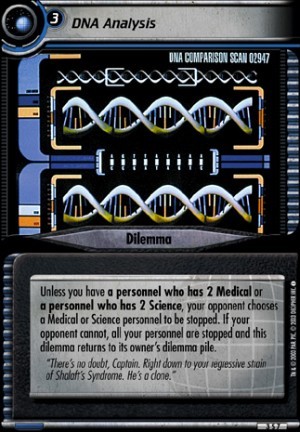 3
DNA Analysis
DNA COMPARISON SCAN 02947
Dilemma
Unless you have a personnel who has 2 Medical or
a personnel who has 2 Science, your opponent chooses
a Medical or Science personnel to be stopped. If your
opponent cannot, all your personnel are stopped and this
dilemma returns to its owner's dilemma pile.
"There's no doubt, Captain. Right down to your regressive strain
of Shalaft's Syndrome. He's a clone."